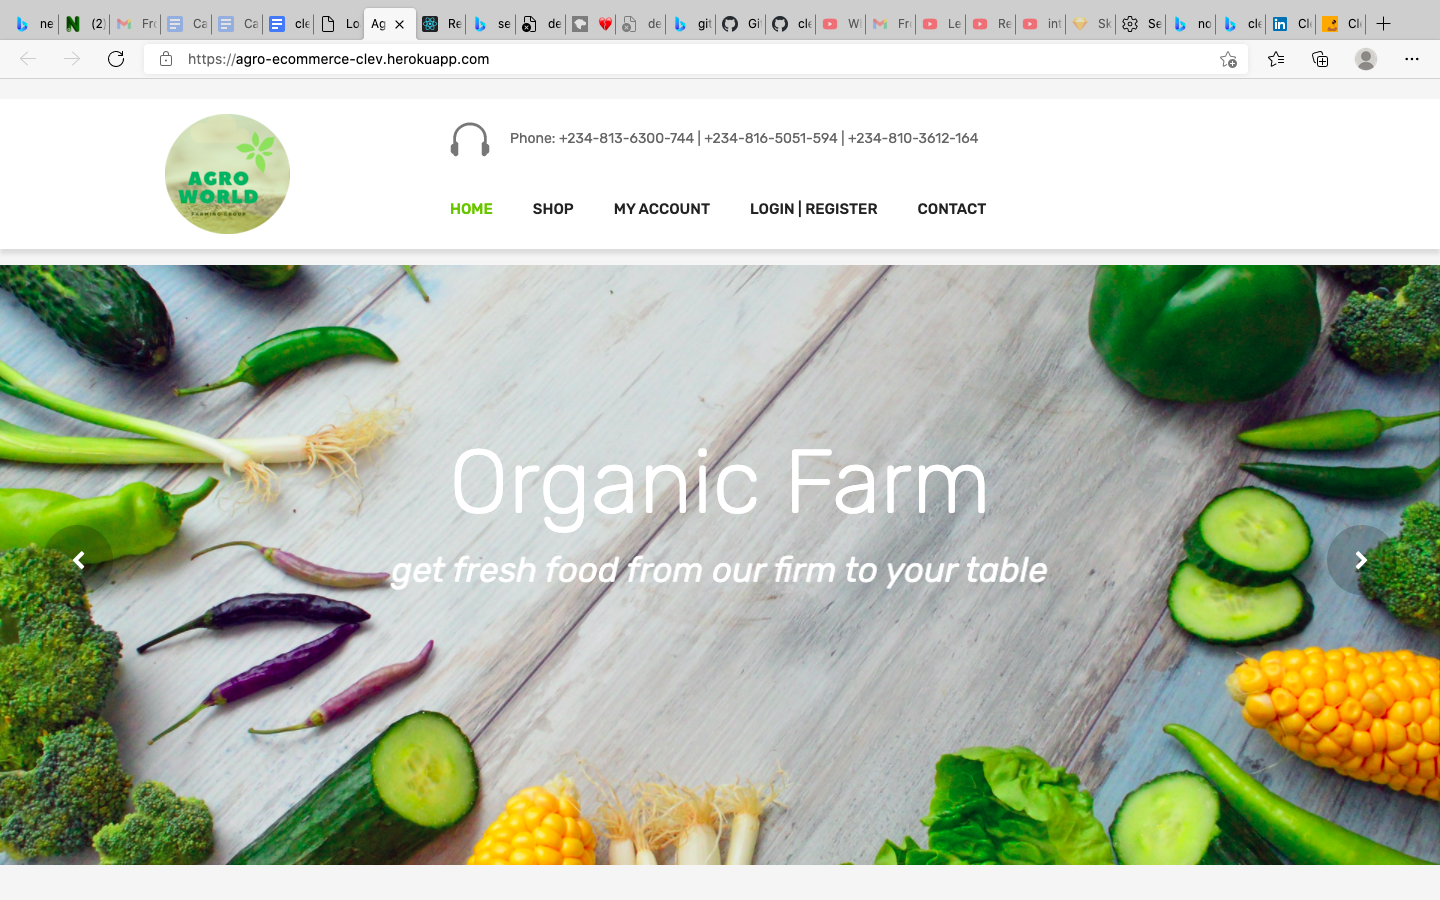 ne
(2)
Fr
Ca
Ca
cle
Lo
Ag
Re
se
de
de
git
Gi
cle
W
Fr
Le
Re
int
Sk
Se
no
cle
Cl
Cl
https://agro-ecommerce-clev.herokuapp.com
AGRO
WORLD
FARMING GROUP
Phone: +234-813-6300-744 | +234-816-5051-594 | +234-810-3612-164
HOME SHOP MY ACCOUNT LOGIN | REGISTER CONTACT
Organic Farm
get fresh food from our firm to your table